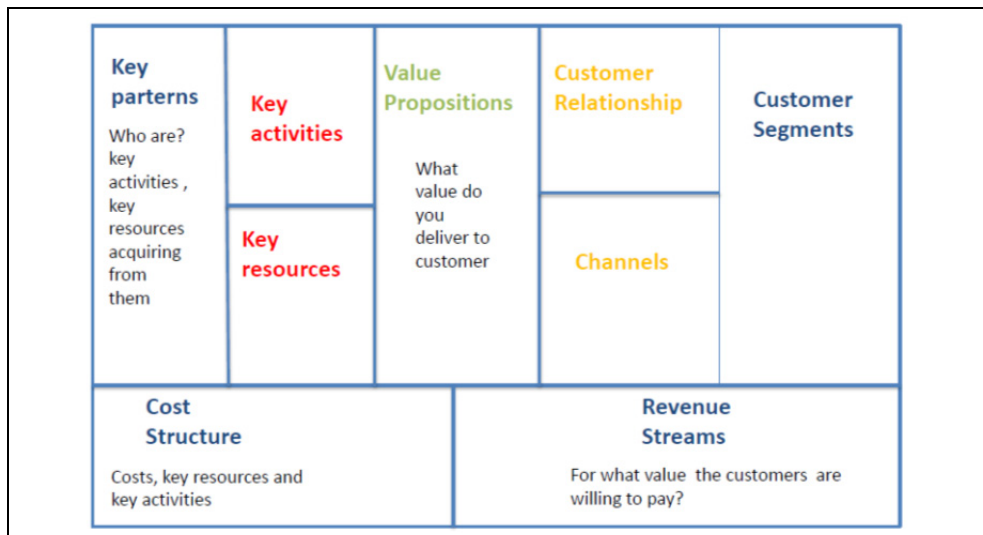 Key
parterns
Who are?
key
activities ,
key
resources
acquiring
from
them
Key
activities
Key
resources
Value
Propositions
What
value do
you
deliver to
customer
Customer
Relationship
Channels
Customer
Segments
Cost
Structure
Costs, key resources and
key activities
Revenue
Streams
For what value the customers are
willing to pay?